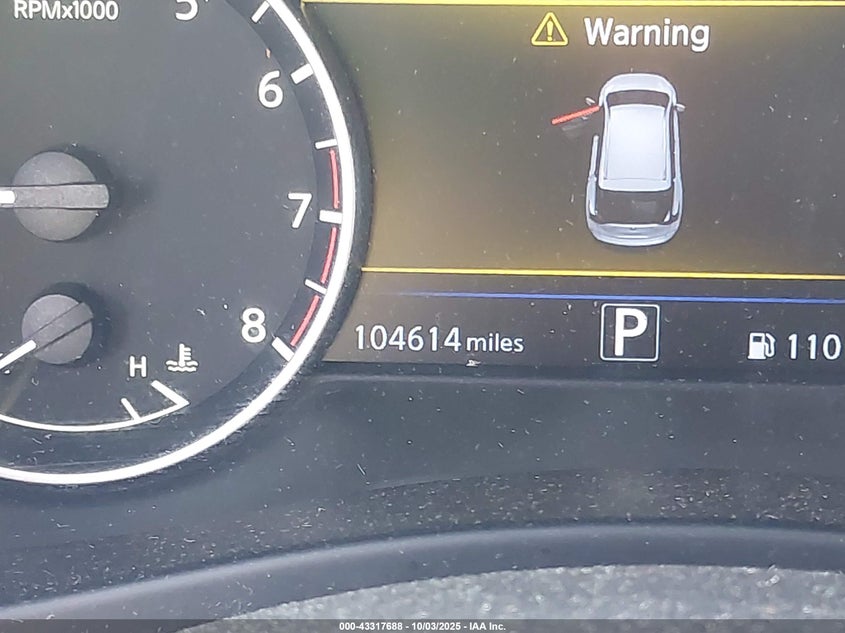 RPMx1000
5
Warning
6
7
8
104614 miles
P
110
H
000-43317688 - 10/03/2025 - IAA Inc.